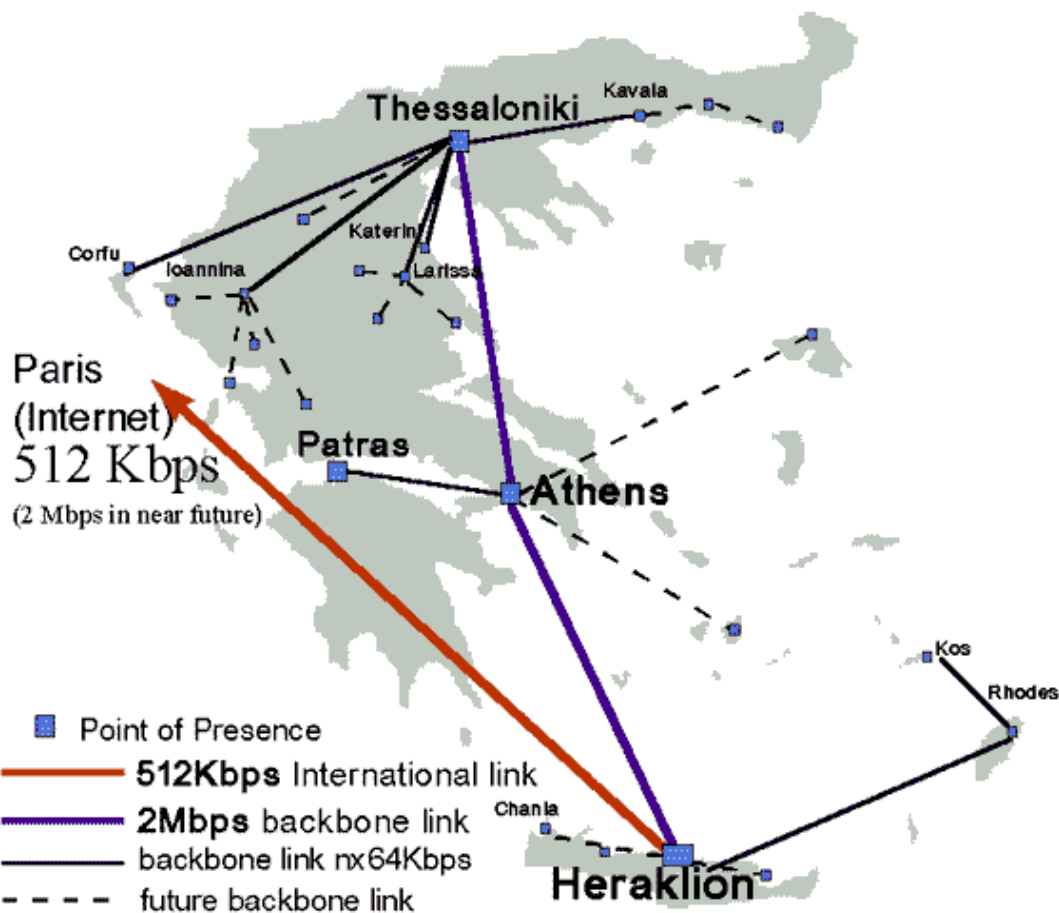 Kavala
Thessaloniki
Katerini
Corfu
Ioannina
Larissa
Paris
(Internet)
512 Kbps
(2 Mbps in near future)
Patras
Athens
Kos
Rhodes
Point of Presence
512Kbps International link
2Mbps backbone link
backbone link nx64Kbps
future backbone link
Chania
Heraklion